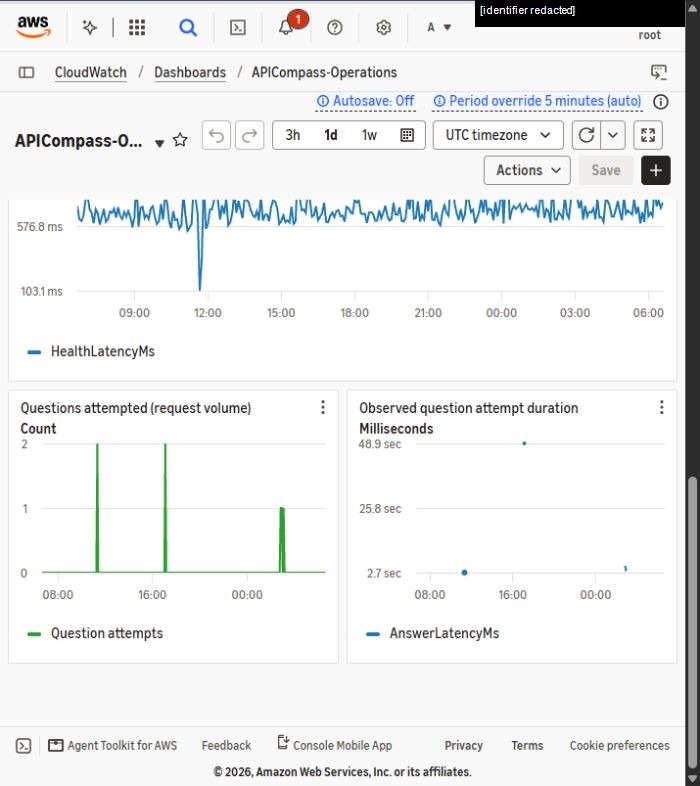 [identifier redacted]
aws
1
A
root
CloudWatch / Dashboards / APICompass-Operations
Autosave: Off Period override 5 minutes (auto)
APICompass-O... 3h 1d 1w UTC timezone
Actions Save +
576.8 ms
103.1 ms
09:00 12:00 15:00 18:00 21:00 00:00 03:00 06:00
HealthLatencyMs
Questions attempted (request volume)
Count
2
1
0
08:00 16:00 00:00
Question attempts
Observed question attempt duration
Milliseconds
48.9 sec
25.8 sec
2.7 sec
08:00 16:00 00:00
AnswerLatencyMs
Agent Toolkit for AWS Feedback Console Mobile App Privacy Terms Cookie preferences
© 2026, Amazon Web Services, Inc. or its affiliates.